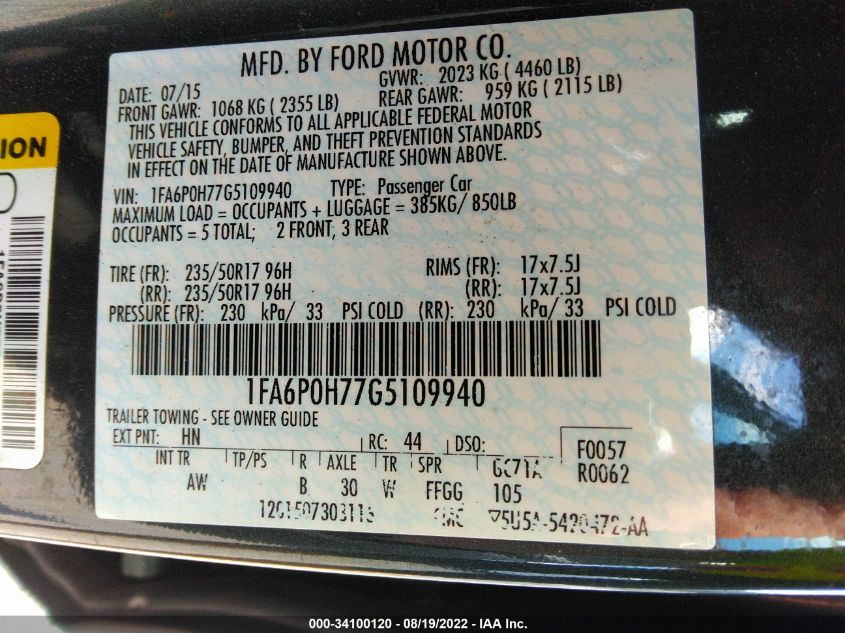 MFD. BY FORD MOTOR CO.
DATE: 07/15 GVWR: 2023 KG ( 4460 LB)
FRONT GAWR: 1068 KG ( 2355 LB) REAR GAWR: 959 KG ( 2115 LB)
THIS VEHICLE CONFORMS TO ALL APPLICABLE FEDERAL MOTOR
VEHICLE SAFETY, BUMPER, AND THEFT PREVENTION STANDARDS
IN EFFECT ON THE DATE OF MANUFACTURE SHOWN ABOVE.
VIN: 1FA6P0H77G5109940 TYPE: Passenger Car
MAXIMUM LOAD = OCCUPANTS + LUGGAGE = 385KG/ 850LB
OCCUPANTS = 5 TOTAL; 2 FRONT, 3 REAR
TIRE (FR): 235/50R17 96H RIMS (FR): 17x7.5J
(RR): 235/50R17 96H (RR): 17x7.5J
PRESSURE (FR): 230 kPa/ 33 PSI COLD (RR): 230 kPa/ 33 PSI COLD
1FA6P0H77G5109940
TRAILER TOWING - SEE OWNER GUIDE
EXT PNT: HN RC: 44 DSO: F0057
INT TR TP/PS R AXLE TR SPR R0062
AW B 30 W FFGG 105
000-34100120 - 08/19/2022 - IAA Inc.